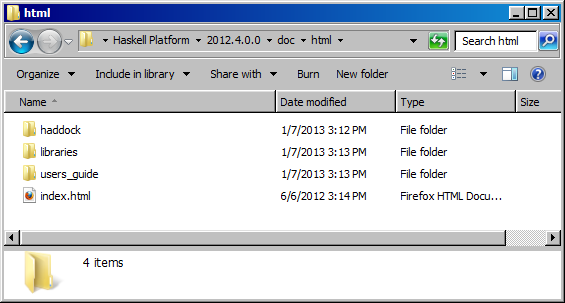 html
Haskell Platform 2012.4.0.0 doc html Search html
Organize Include in library Share with Burn New folder
Name Date modified Type Size
haddock 1/7/2013 3:12 PM File folder
libraries 1/7/2013 3:13 PM File folder
users_guide 1/7/2013 3:13 PM File folder
index.html 6/6/2012 3:14 PM Firefox HTML Docu...
4 items